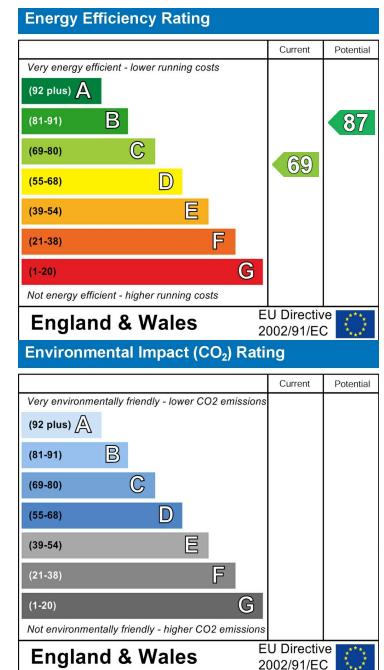 Energy Efficiency Rating
Current Potential
Very energy efficient - lower running costs
(92 plus) A
(81-91) B
87
(69-80) C
69
(55-68) D
(39-54) E
(21-38) F
(1-20) G
Not energy efficient - higher running costs
England & Wales
EU Directive
2002/91/EC
Environmental Impact (CO₂) Rating
Current Potential
Very environmentally friendly - lower CO2 emissions
(92 plus) A
(81-91) B
(69-80) C
(55-68) D
(39-54) E
(21-38) F
(1-20) G
Not environmentally friendly - higher CO2 emissions
England & Wales
EU Directive
2002/91/EC